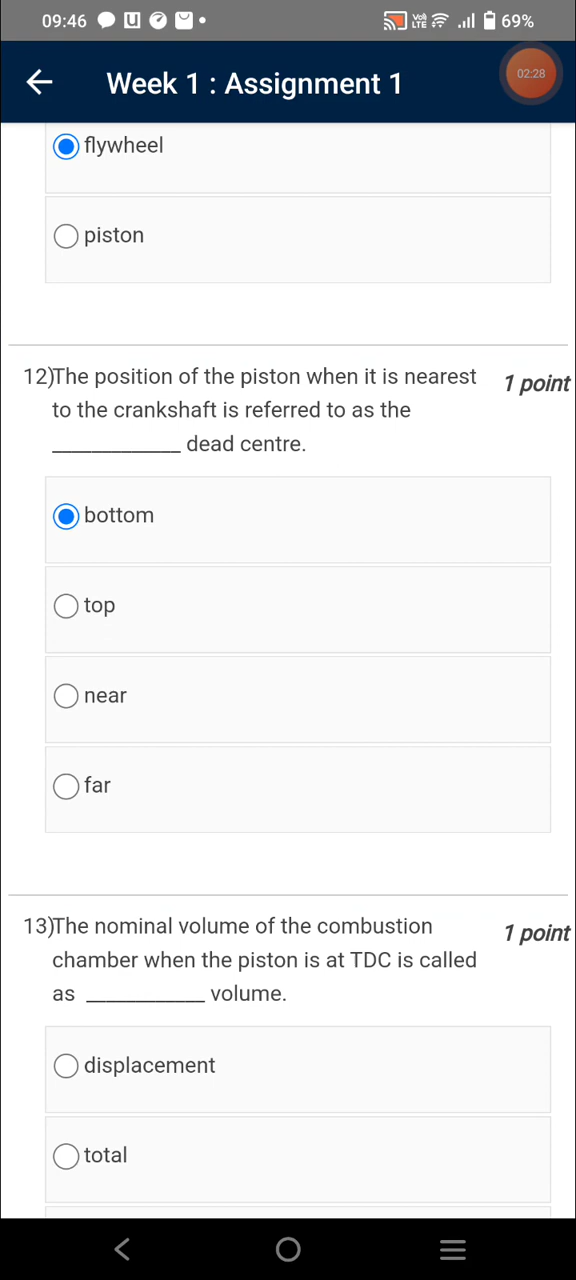 09:46 U Vo) LTE 69%
Week 1 : Assignment 1 02:28
flywheel
piston
12)The position of the piston when it is nearest 1 point
to the crankshaft is referred to as the
____________ dead centre.
bottom
top
near
far
13)The nominal volume of the combustion 1 point
chamber when the piston is at TDC is called
as ___________ volume.
displacement
total